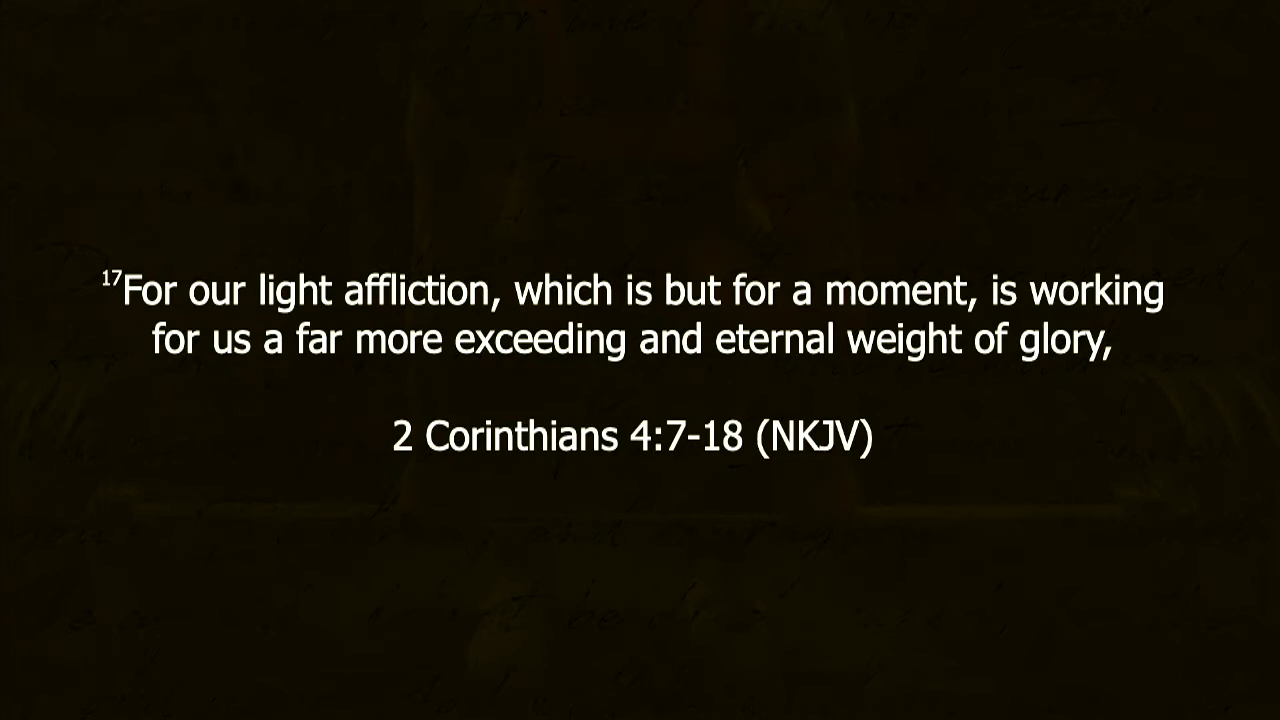 17For our light affliction, which is but for a moment, is working
for us a far more exceeding and eternal weight of glory,
2 Corinthians 4:7-18 (NKJV)